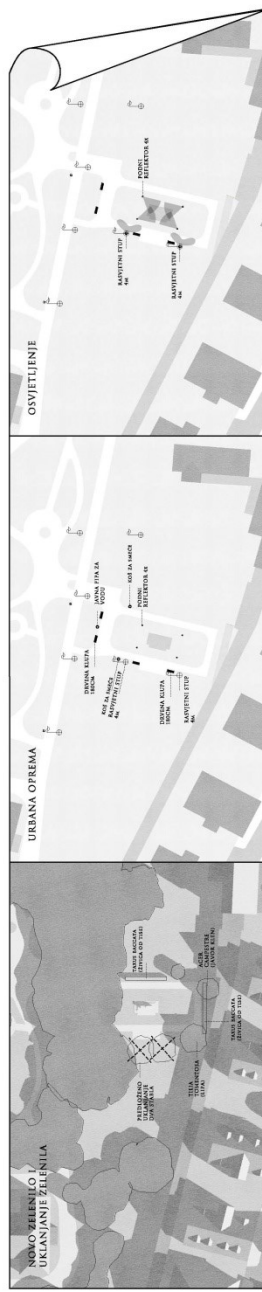 NOVO ZELENILO I
UKLANJANJE ZELENILA
TAXUS BACCATA
(ŽIVICA OD TISE)
PREDLOŽENO
UKLANJANJE
DVA STABLA
ACER
CAMPESTRE
(JAVOR KLEN)
TILIA
TOMENTOSA
(LIPA)
TAXUS BACCATA
(ŽIVICA OD TISE)
URBANA OPREMA
DRVENA KLUPA
180CM
JAVNA PIPA ZA
VODU
KOŠ ZA SMEĆE
RASVJETNI STUP
4M
KOŠ ZA SMEĆE
PODNI
REFLEKTOR 4X
DRVENA KLUPA
180CM
RASVJETNI STUP
4M
OSVJETLJENJE
RASVJETNI STUP
4M
PODNI
REFLEKTOR 4X
RASVJETNI STUP
4M